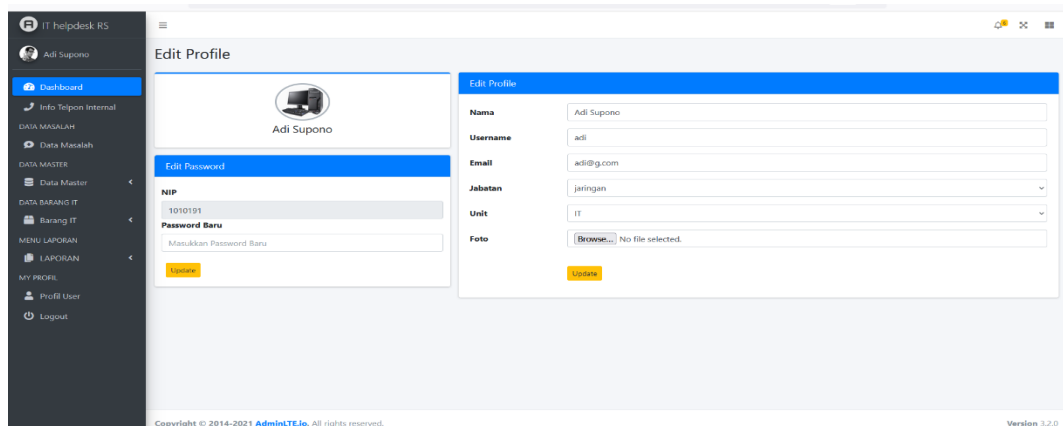 IT helpdesk RS
Adi Supono
Dashboard
Info Telpon Internal
DATA MASALAH
Data Masalah
DATA MASTER
Data Master
DATA BARANG IT
Barang IT
MENU LAPORAN
LAPORAN
MY PROFIL
Profil User
Logout
Edit Profile
Adi Supono
Edit Password
NIP
1010191
Password Baru
Masukkan Password Baru
Update
Edit Profile
Nama Adi Supono
Username adi
Email adi@g.com
Jabatan jaringan
Unit IT
Foto Browse... No file selected.
Update
Copyright © 2014-2021 AdminLTE.io. All rights reserved.
Version 3.2.0